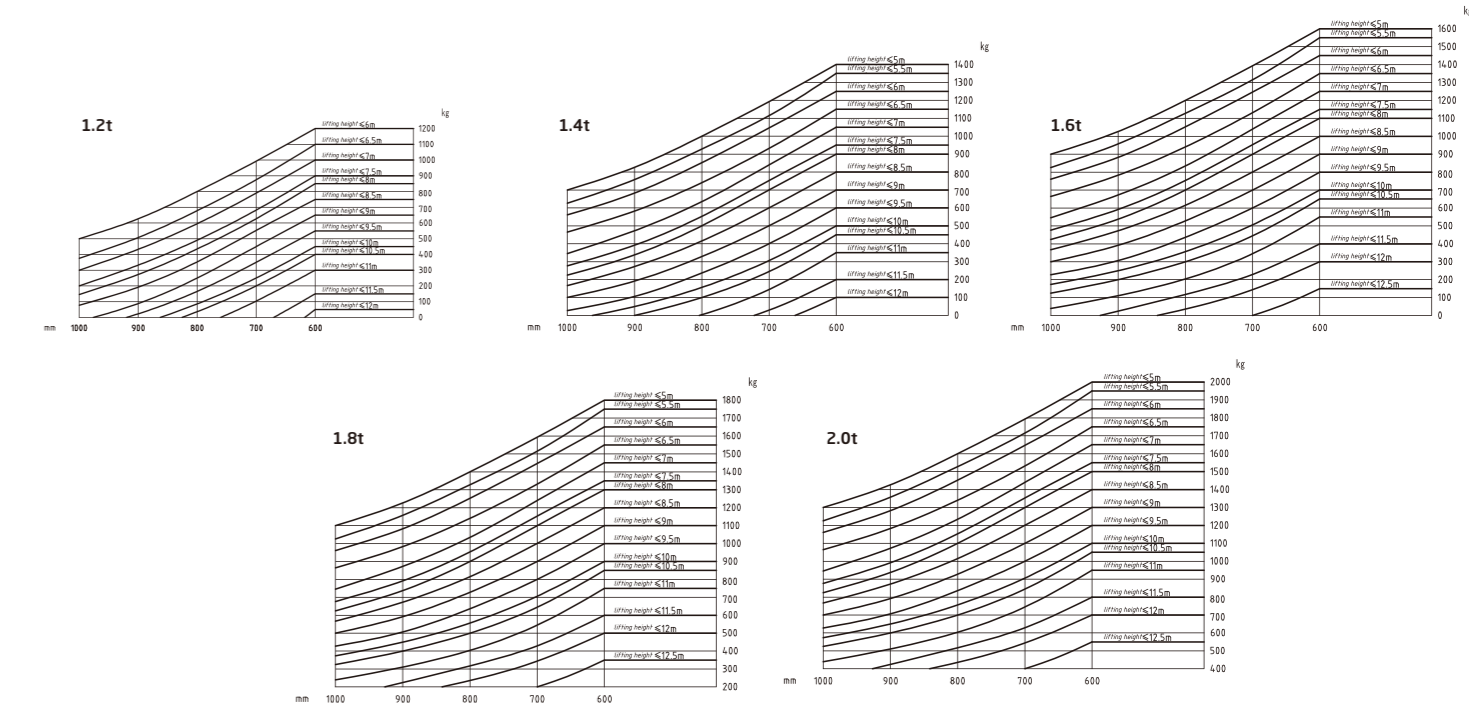 1.2t
kg
lifting height ⩽6m
1200
lifting height ⩽6.5m
1100
lifting height ⩽7m
1000
lifting height ⩽7.5m
900
lifting height ⩽8m
800
lifting height ⩽8.5m
700
lifting height ⩽9m
600
lifting height ⩽9.5m
500
lifting height ⩽10m
lifting height ⩽10.5m
400
lifting height ⩽11m
300
200
lifting height ⩽11.5m
100
lifting height ⩽12m
0
mm 1000 900 800 700 600
1.4t
kg
lifting height⩽5m
1400
lifting height⩽5.5m
1300
lifting height⩽6m
1200
lifting height⩽6.5m
1100
lifting height⩽7m
1000
lifting height⩽7.5m
lifting height⩽8m
900
lifting height⩽8.5m
800
lifting height⩽9m
700
lifting height⩽9.5m
600
lifting height⩽10m
500
lifting height⩽10.5m
400
lifting height⩽11m
300
lifting height⩽11.5m
200
lifting height⩽12m
100
0
mm 1000 900 800 700 600
1.6t
lifting height⩽5m
1600
lifting height⩽5.5m
1500
lifting height⩽6m
1400
lifting height⩽6.5m
1300
lifting height⩽7m
1200
lifting height⩽7.5m
lifting height⩽8m
1100
lifting height⩽8.5m
1000
lifting height⩽9m
900
lifting height⩽9.5m
800
lifting height⩽10m
700
lifting height⩽10.5m
600
lifting height⩽11m
500
lifting height⩽11.5m
400
lifting height⩽12m
300
200
lifting height⩽12.5m
100
0
mm 1000 900 800 700 600
1.8t
kg
lifting height ⩽5m
1800
lifting height ⩽5.5m
1700
lifting height ⩽6m
1600
lifting height ⩽6.5m
1500
lifting height ⩽7m
1400
lifting height ⩽7.5m
lifting height ⩽8m
1300
lifting height ⩽8.5m
1200
lifting height ⩽9m
1100
lifting height ⩽9.5m
1000
lifting height ⩽10m
900
lifting height ⩽10.5m
800
lifting height ⩽11m
700
lifting height ⩽11.5m
600
lifting height ⩽12m
500
400
lifting height ⩽12.5m
300
200
mm 1000 900 800 700 600
2.0t
kg
lifting height⩽5m
2000
lifting height⩽5.5m
1900
lifting height⩽6m
1800
lifting height⩽6.5m
1700
lifting height⩽7m
1600
lifting height⩽7.5m
lifting height⩽8m
1500
lifting height⩽8.5m
1400
lifting height⩽9m
1300
lifting height⩽9.5m
1200
lifting height⩽10m
1100
lifting height⩽10.5m
1000
lifting height⩽11m
900
lifting height⩽11.5m
800
lifting height⩽12m
700
600
lifting height⩽12.5m
500
400
mm 1000 900 800 700 600